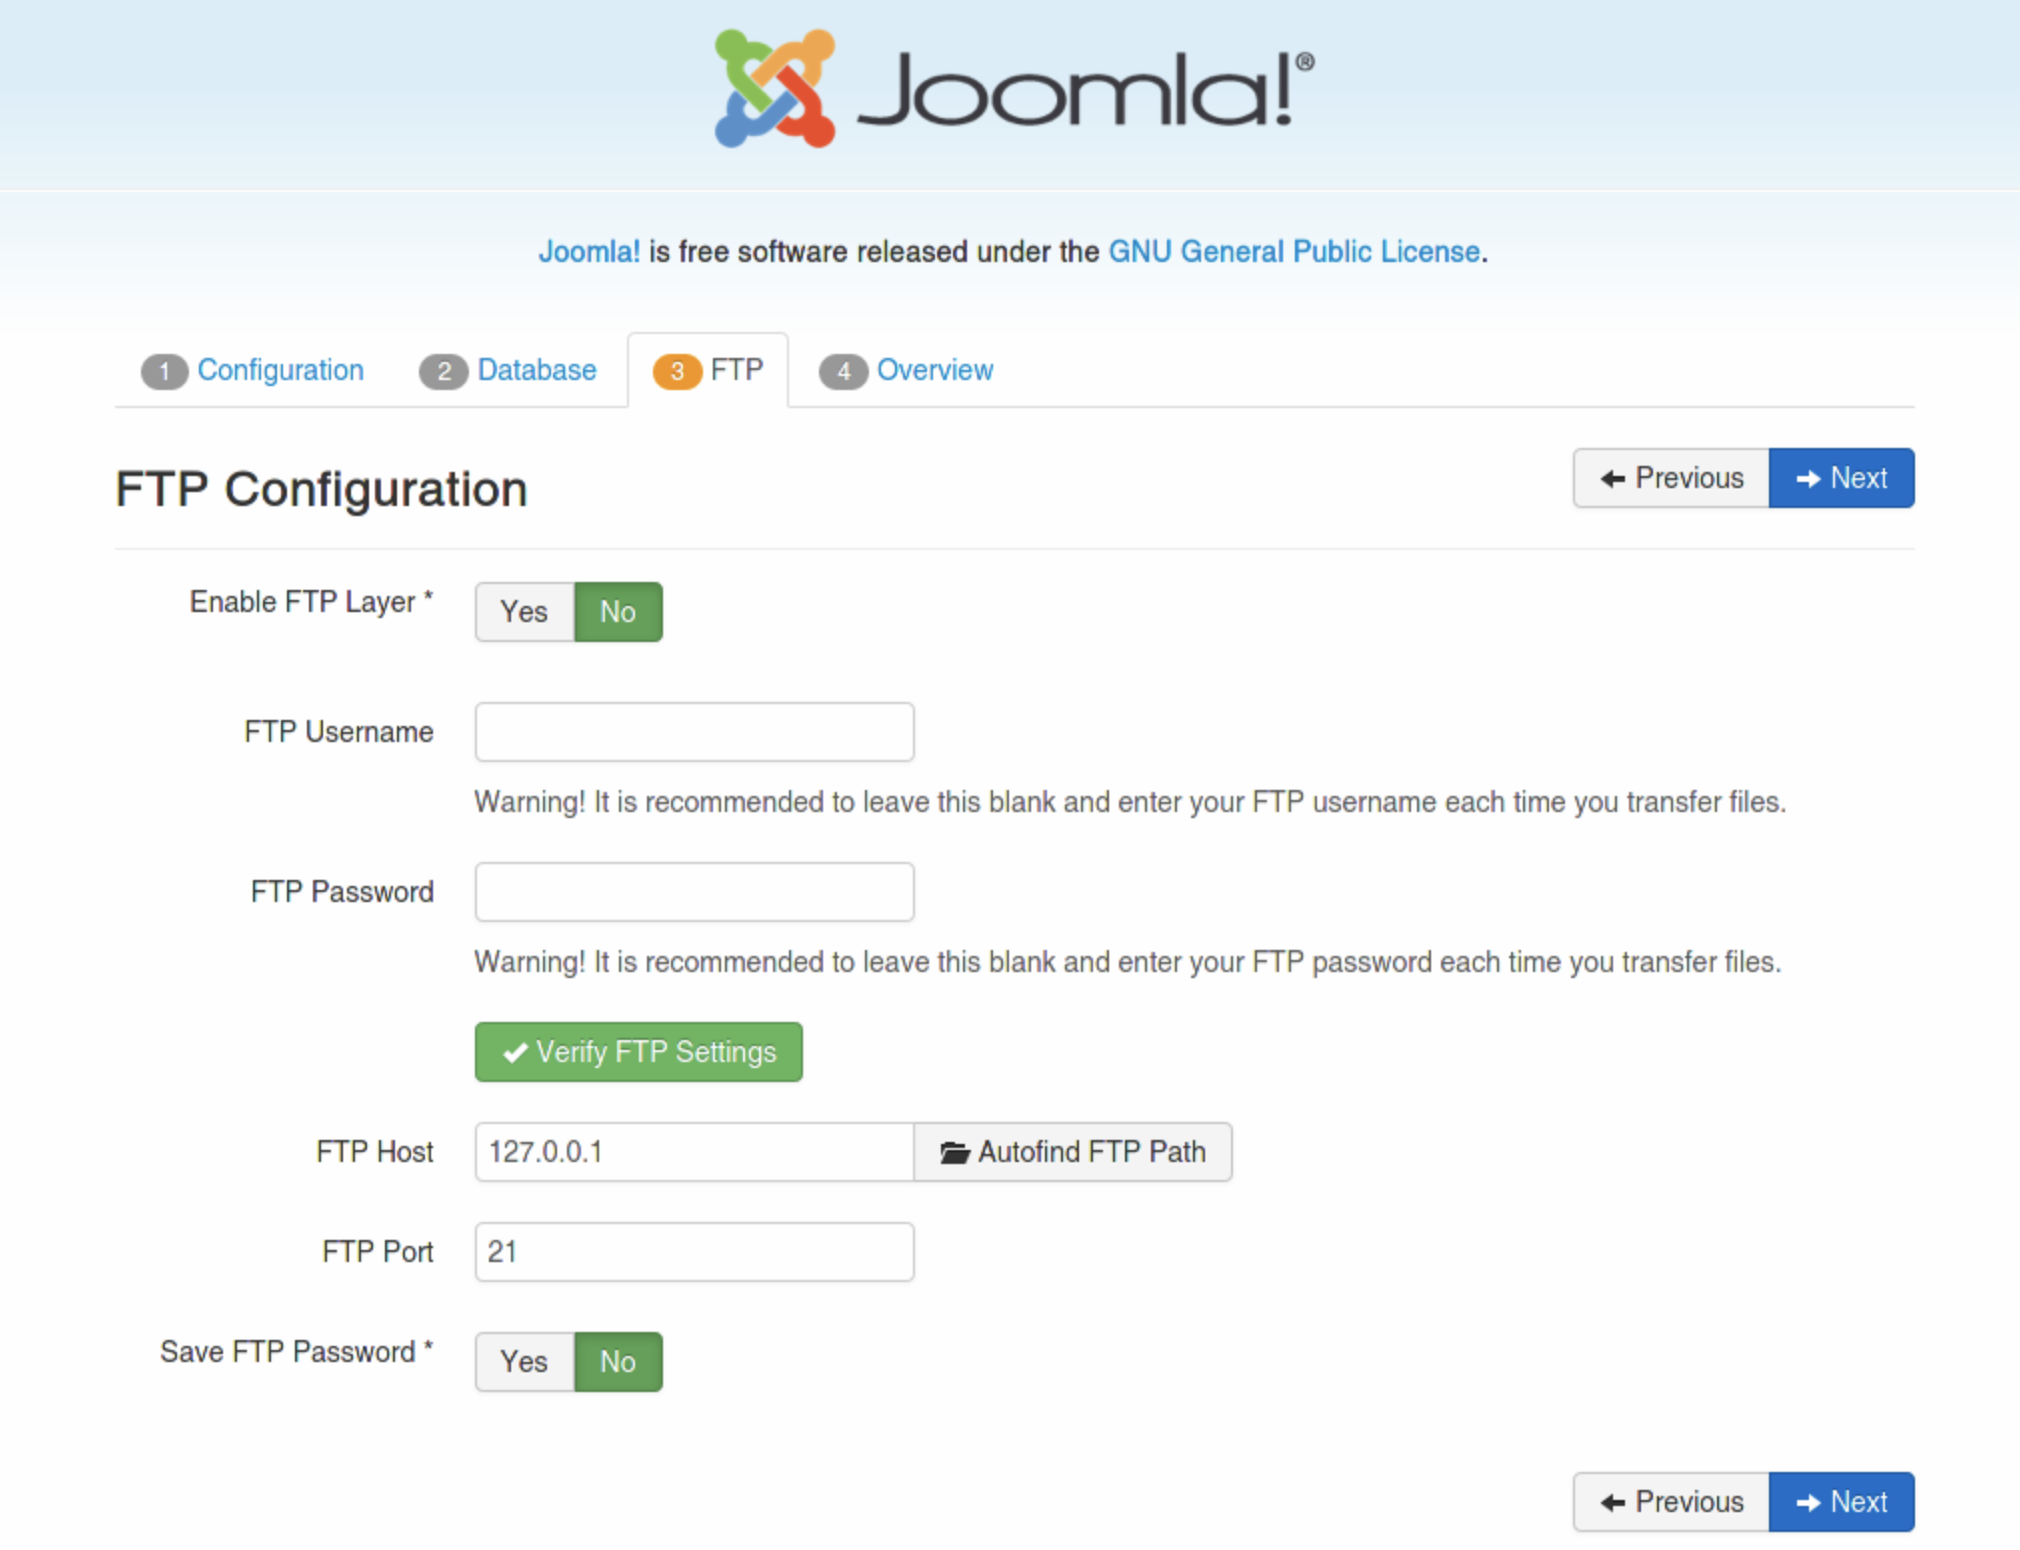 Joomla!®
Joomla! is free software released under the GNU General Public License.
1 Configuration 2 Database 3 FTP 4 Overview
FTP Configuration
Previous Next
Enable FTP Layer * Yes No
FTP Username
Warning! It is recommended to leave this blank and enter your FTP username each time you transfer files.
FTP Password
Warning! It is recommended to leave this blank and enter your FTP password each time you transfer files.
Verify FTP Settings
FTP Host 127.0.0.1 Autofind FTP Path
FTP Port 21
Save FTP Password * Yes No
Previous Next